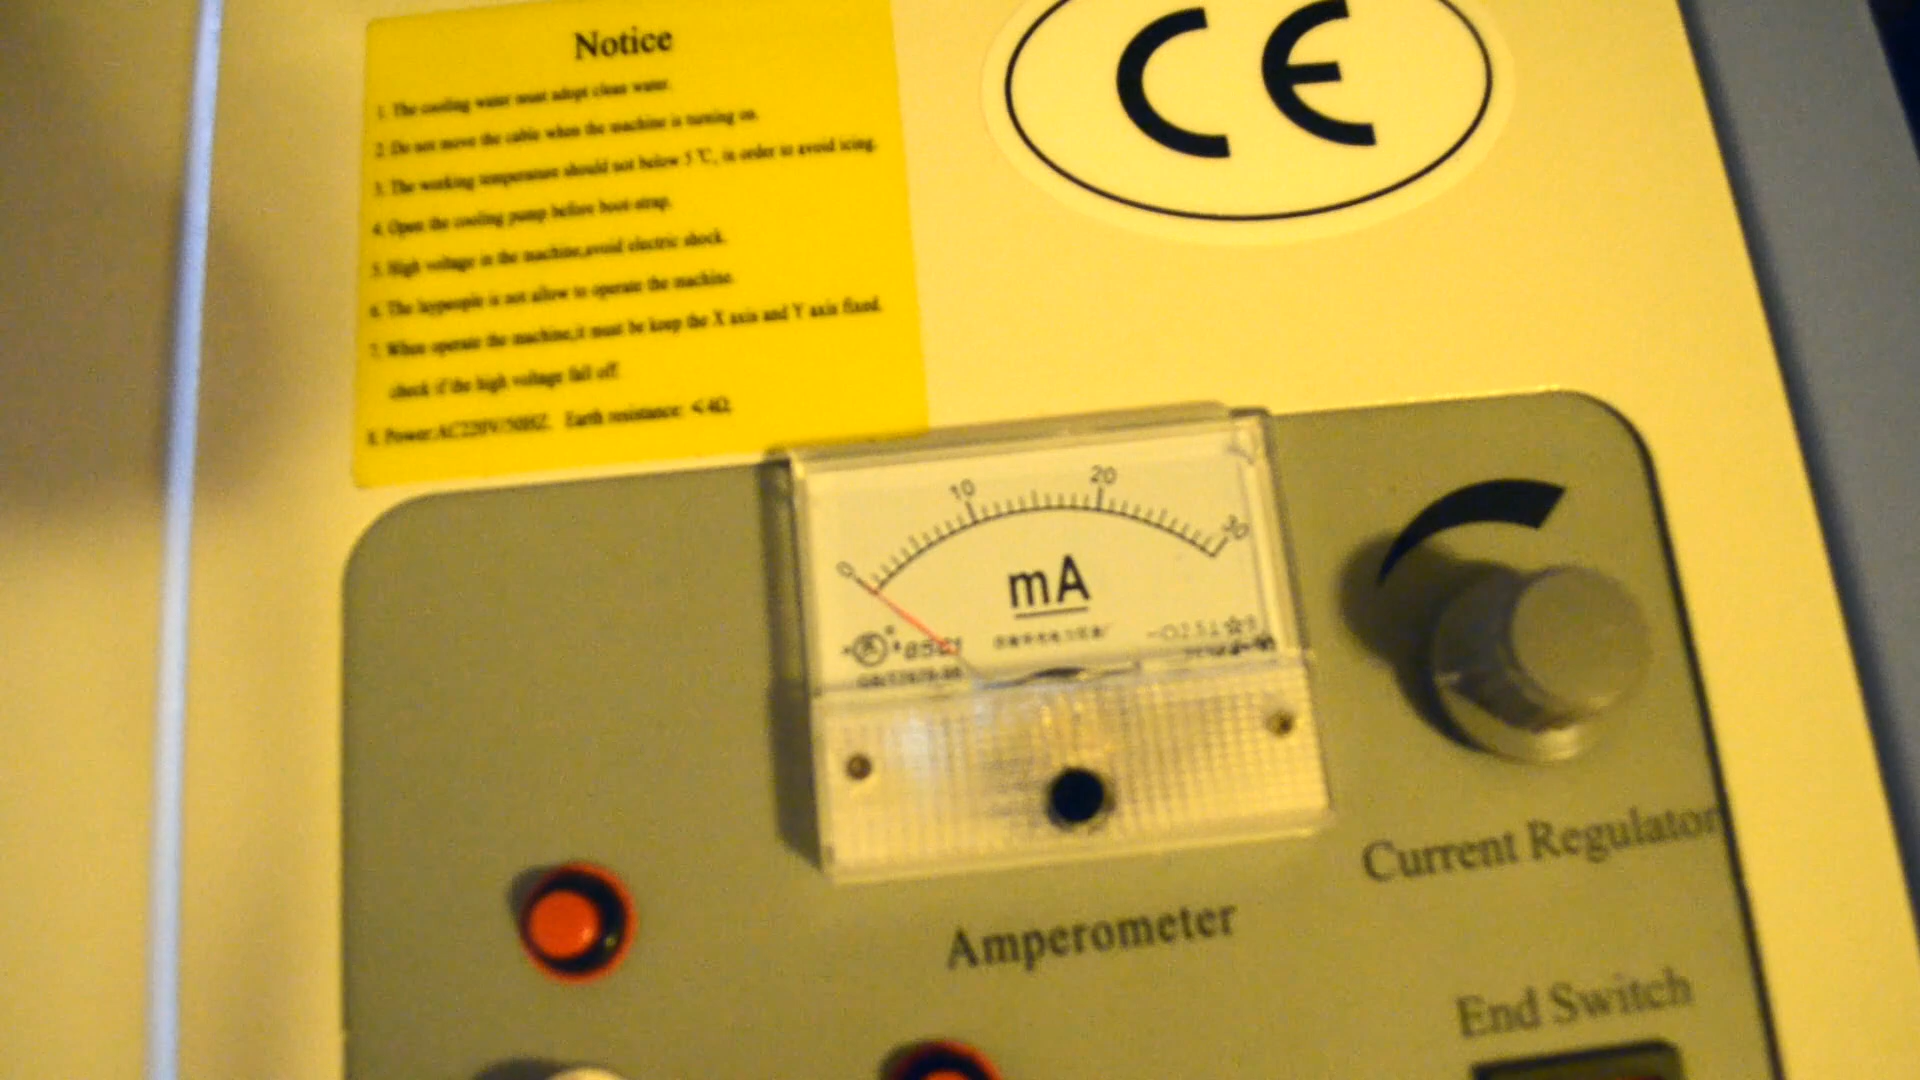 Notice
1. The cooling water must adopt clean water.
2. Do not move the cable when the machine is turning on.
3. The working temperature should not below 5 ℃, in order to avoid icing.
4. Open the cooling pump before boot-strap.
5. High voltage in the machine,avoid electric shock.
6. The laypeople is not allow to operate the machine.
7. When operate the machine,it must be keep the X axis and Y axis fixed.
check if the high voltage fall off.
8. Power:AC220V/50HZ. Earth resistance: <4Ω
CE
0 10 20 30
mA
85C1
Current Regulator
Amperometer
End Switch